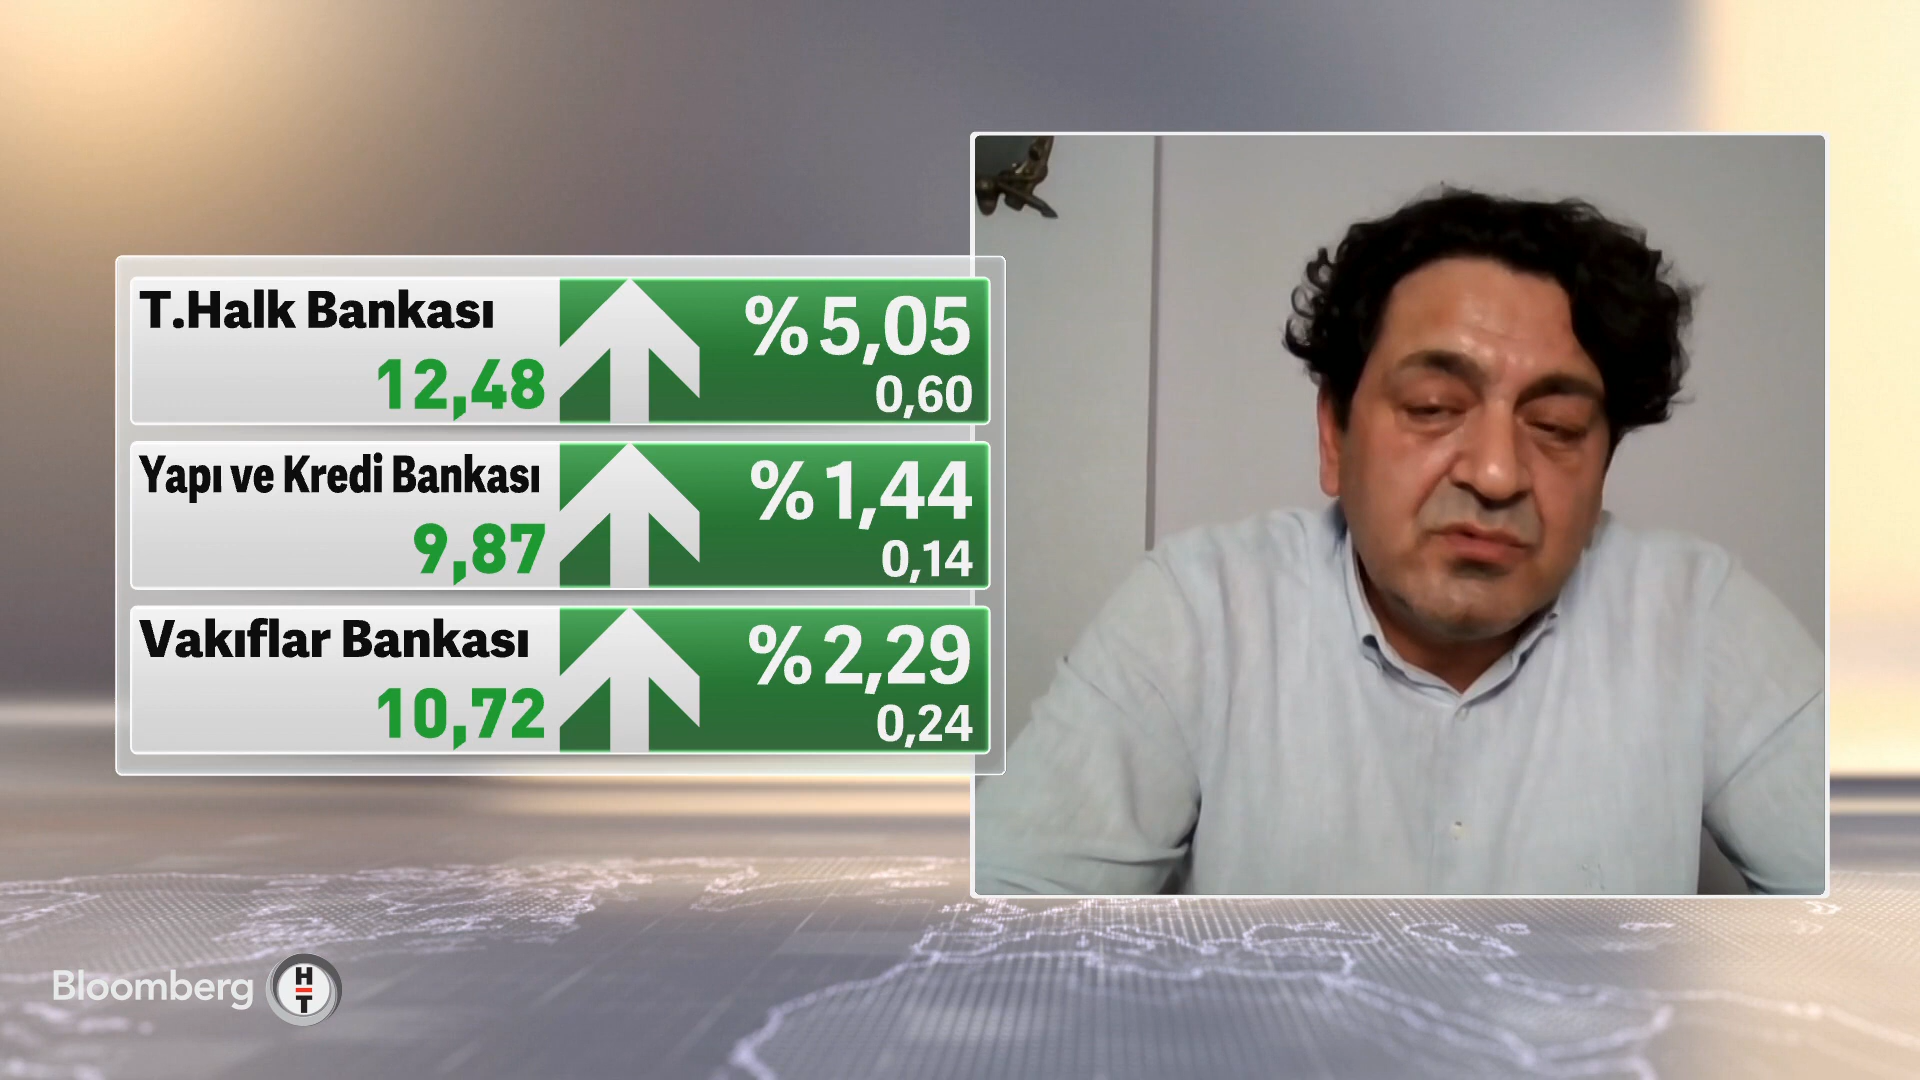 T.Halk Bankası
12,48
%5,05
0,60
Yapı ve Kredi Bankası
9,87
%1,44
0,14
Vakıflar Bankası
10,72
%2,29
0,24
Bloomberg HT